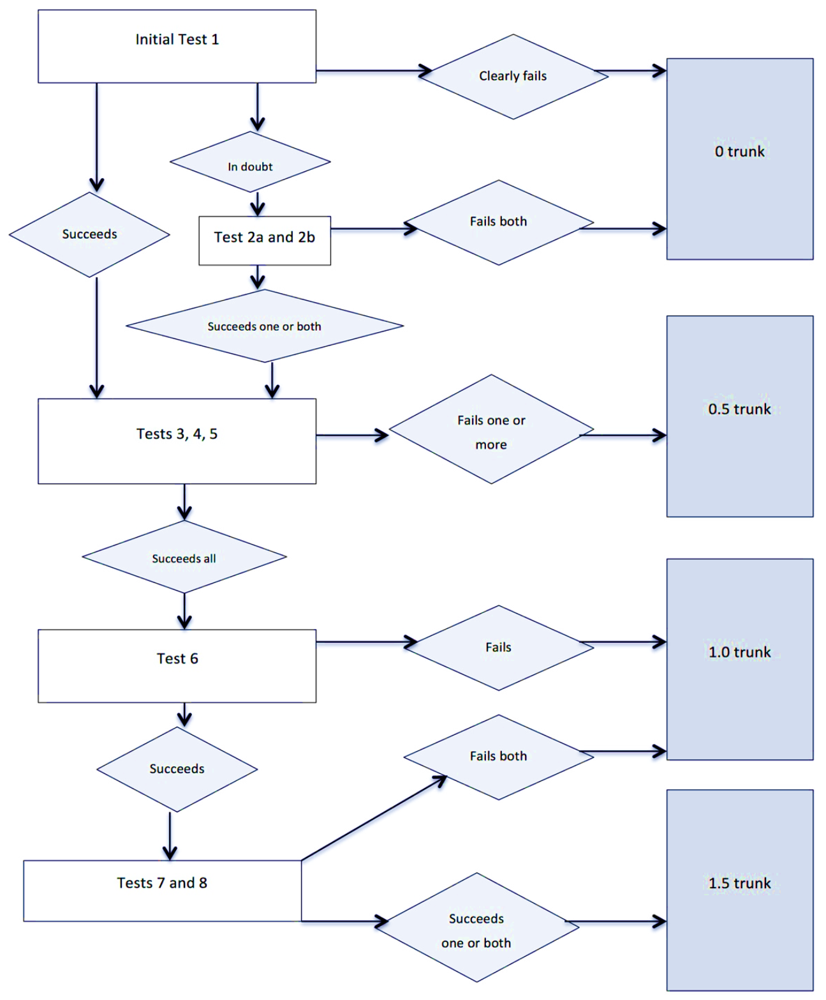 Initial Test 1
Clearly fails
0 trunk
In doubt
Succeeds
Test 2a and 2b
Fails both
Succeeds one or both
Tests 3, 4, 5
Fails one or
more
0.5 trunk
Succeeds all
Test 6
Fails
1.0 trunk
Succeeds
Fails both
Tests 7 and 8
Succeeds
one or both
1.5 trunk